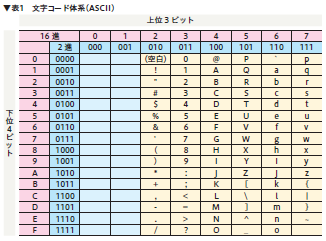 ▼表1 文字コード体系(ASCII)
上位3ビット
16進 0 1 2 3 4 5 6 7
2進 000 001 010 011 100 101 110 111
下位4ビット
0 0000 (空白) 0 @ P ` p
1 0001 ! 1 A Q a q
2 0010 " 2 B R b r
3 0011 # 3 C S c s
4 0100 $ 4 D T d t
5 0101 % 5 E U e u
6 0110 & 6 F V f v
7 0111 ' 7 G W g w
8 1000 ( 8 H X h x
9 1001 ) 9 I Y i y
A 1010 * : J Z j z
B 1011 + ; K [ k {
C 1100 , < L \ l |
D 1101 - = M ] m }
E 1110 . > N ^ n ~
F 1111 / ? O _ o